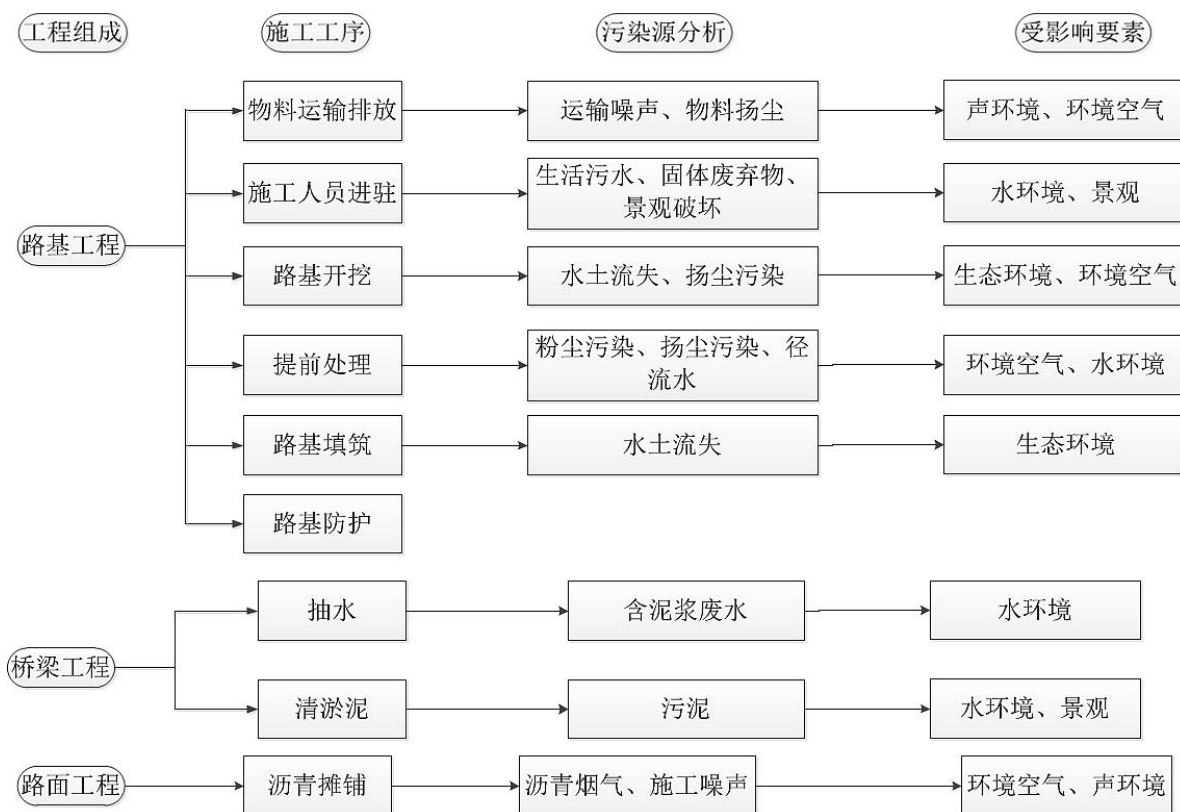 工程组成
施工工序
污染源分析
受影响要素
路基工程
物料运输排放
运输噪声、物料扬尘
声环境、环境空气
施工人员进驻
生活污水、固体废弃物、
景观破坏
水环境、景观
路基开挖
水土流失、扬尘污染
生态环境、环境空气
提前处理
粉尘污染、扬尘污染、径
流水
环境空气、水环境
路基填筑
水土流失
生态环境
路基防护
桥梁工程
抽水
含泥浆废水
水环境
清淤泥
污泥
水环境、景观
路面工程
沥青摊铺
沥青烟气、施工噪声
环境空气、声环境